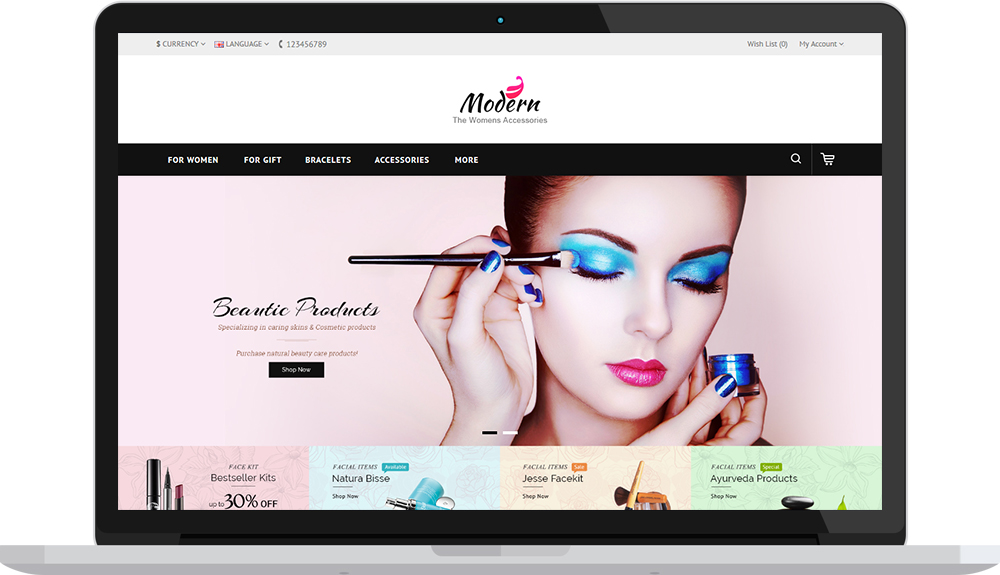 $ CURRENCY LANGUAGE 123456789 Wish List (0) My Account
Modern
The Womens Accessories
FOR WOMEN FOR GIFT BRACELETS ACCESSORIES MORE
Beautic Products
Specializing in caring skins & Cosmetic products
Purchase natural beauty care products!
Shop Now
FACE KIT
Bestseller Kits
up to 30% OFF
FACIAL ITEMS Available
Natura Bisse
Shop Now
FACIAL ITEMS Sale
Jesse Facekit
Shop Now
FACIAL ITEMS Special
Ayurveda Products
Shop Now